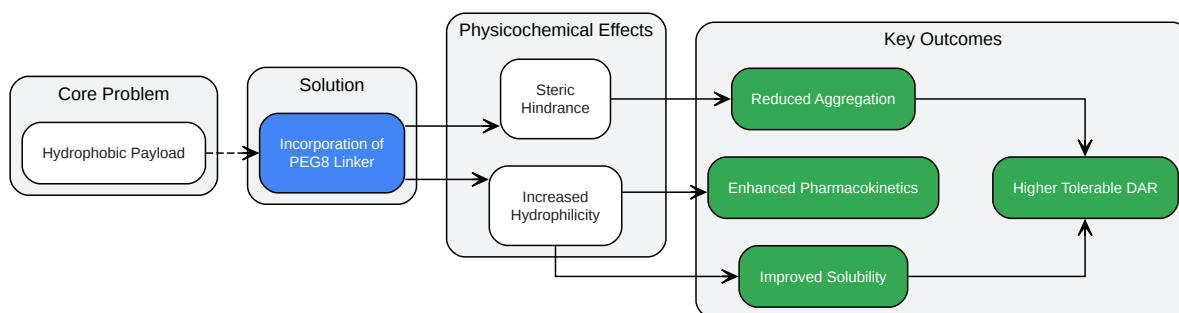 Core Problem
Hydrophobic Payload
Solution
Incorporation of
PEG8 Linker
Physicochemical Effects
Steric
Hindrance
Increased
Hydrophilicity
Key Outcomes
Reduced Aggregation
Enhanced Pharmacokinetics
Improved Solubility
Higher Tolerable DAR